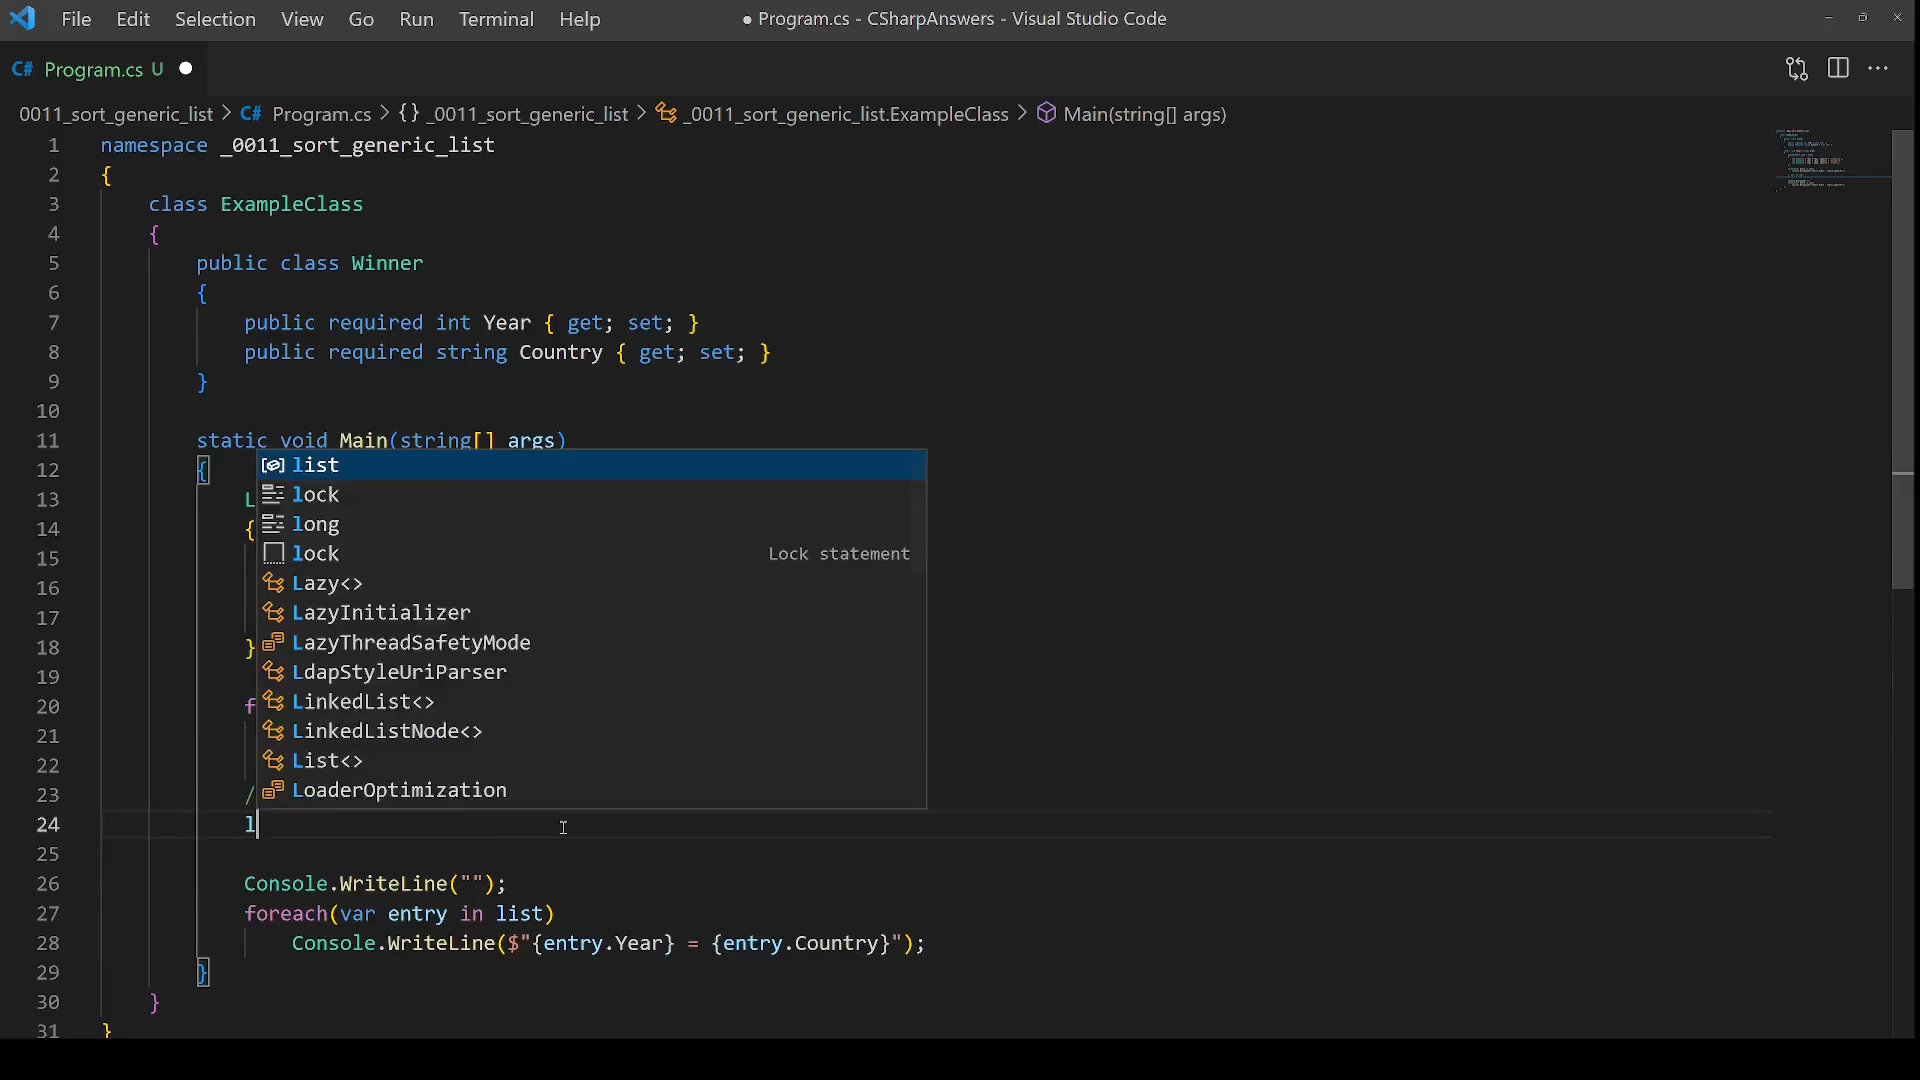 File Edit Selection View Go Run Terminal Help ● Program.cs - CSharpAnswers - Visual Studio Code
C# Program.cs U ●
0011_sort_generic_list > C# Program.cs > {} _0011_sort_generic_list > _0011_sort_generic_list.ExampleClass > Main(string[] args)
1 namespace _0011_sort_generic_list
2 {
3 class ExampleClass
4 {
5 public class Winner
6 {
7 public required int Year { get; set; }
8 public required string Country { get; set; }
9 }
10
11 static void Main(string[] args)
12 {
list
lock
13 L
long
14 {
lock Lock statement
15
Lazy<>
16
LazyInitializer
17
LazyThreadSafetyMode
18 }
LdapStyleUriParser
19
LinkedList<>
20 f
LinkedListNode<>
21
List<>
22
LoaderOptimization
23 /
24 l
25
26 Console.WriteLine("");
27 foreach(var entry in list)
28 Console.WriteLine($"{entry.Year} = {entry.Country}");
29 }
30 }
31 }